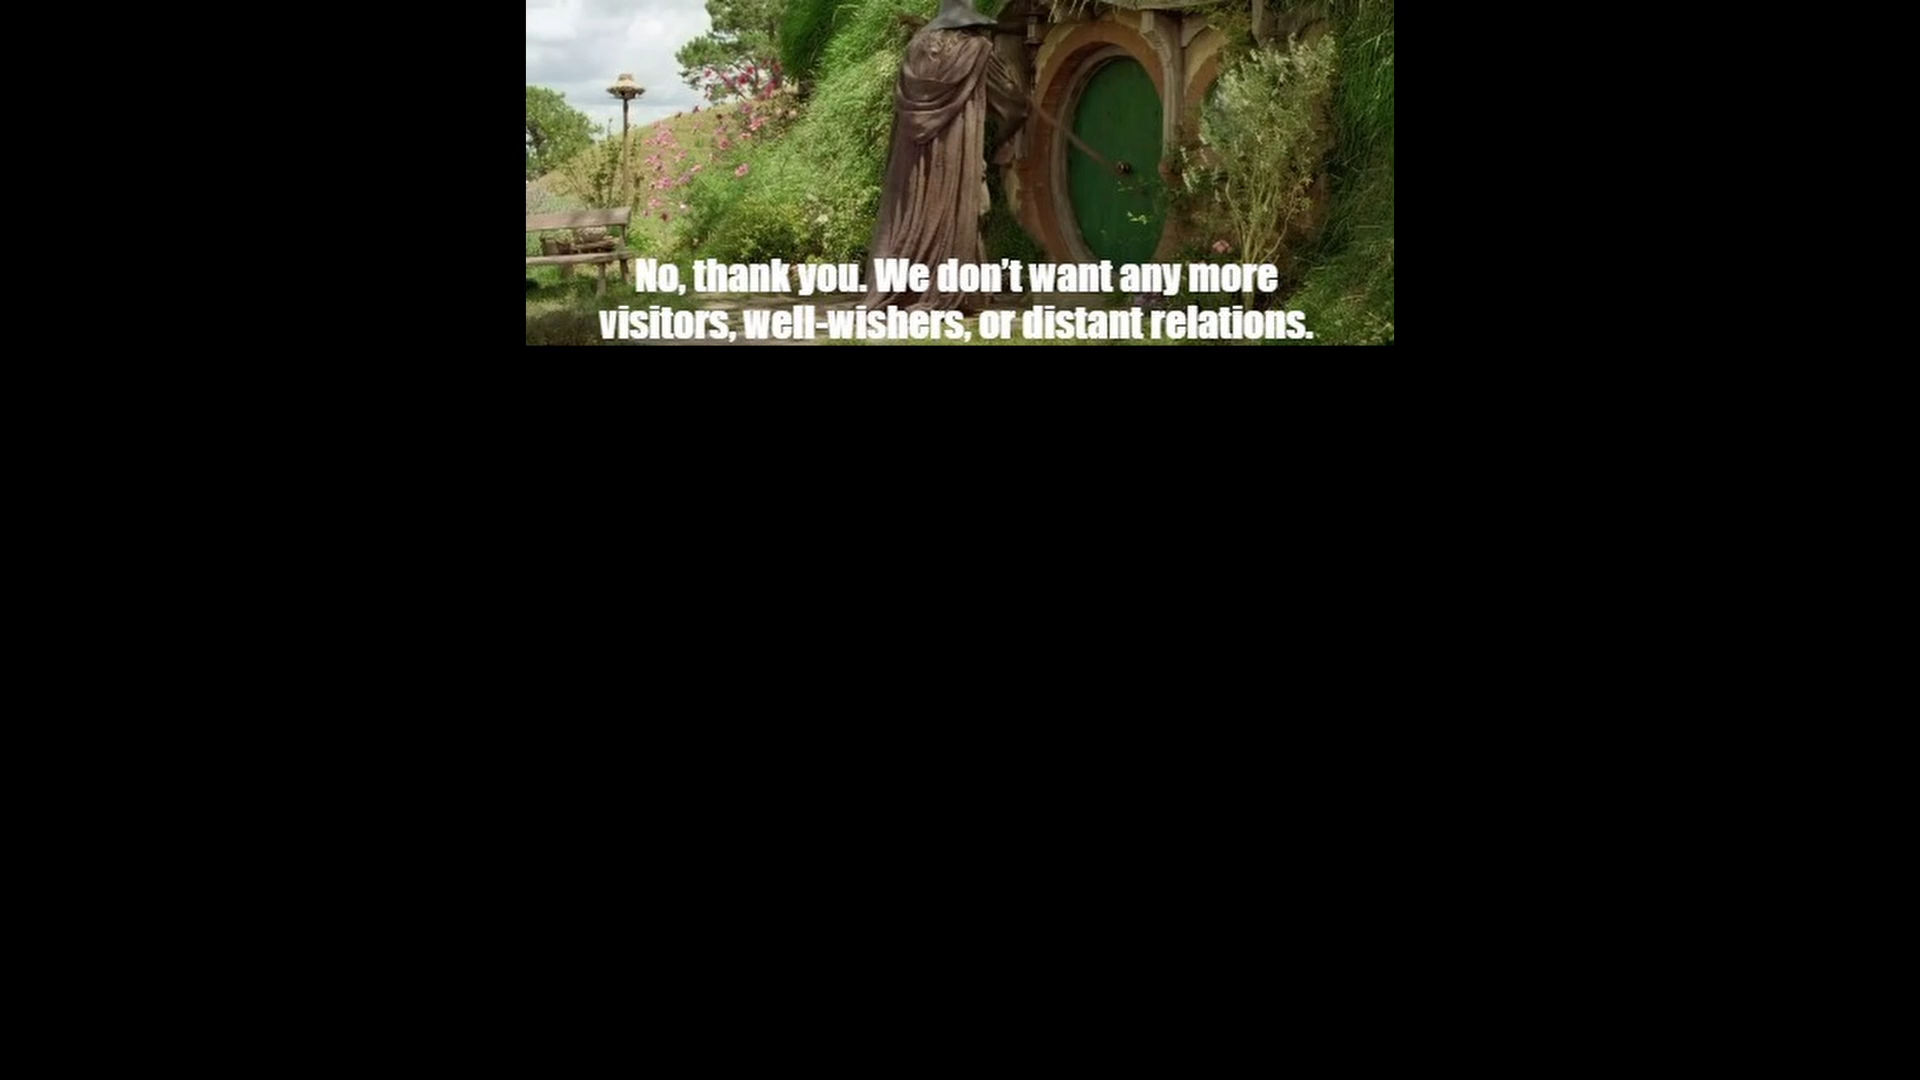 No, thank you. We don’t want any more
visitors, well-wishers, or distant relations.